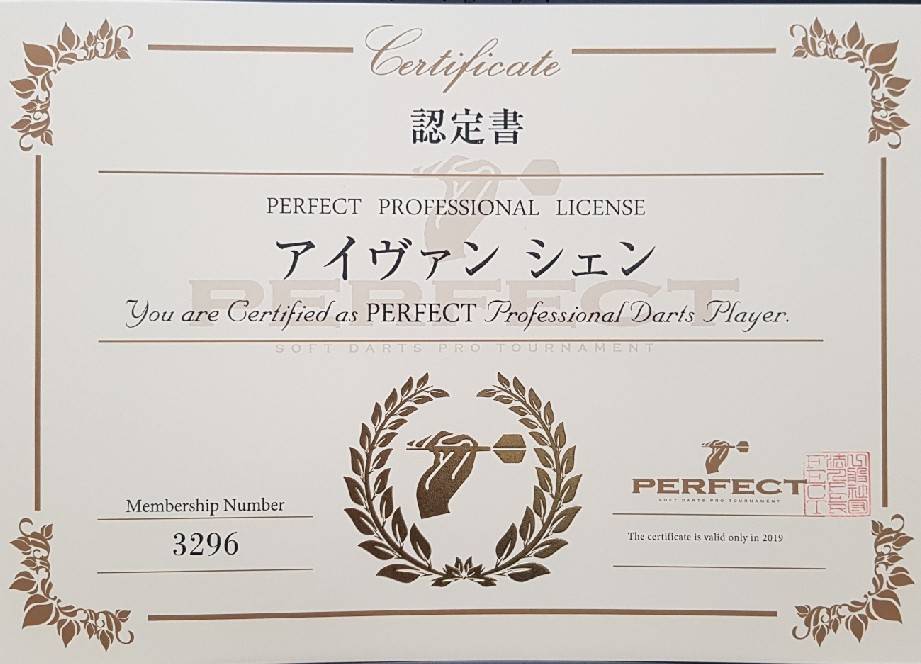 Certificate
認定書
PERFECT PROFESSIONAL LICENSE
アイヴァン シェン
PERFECT
You are Certified as PERFECT Professional Darts Player.
SOFT DARTS PRO TOURNAMENT
Membership Number
3296
PERFECT
SOFT DARTS PRO TOURNAMENT
The certificate is valid only in 2019